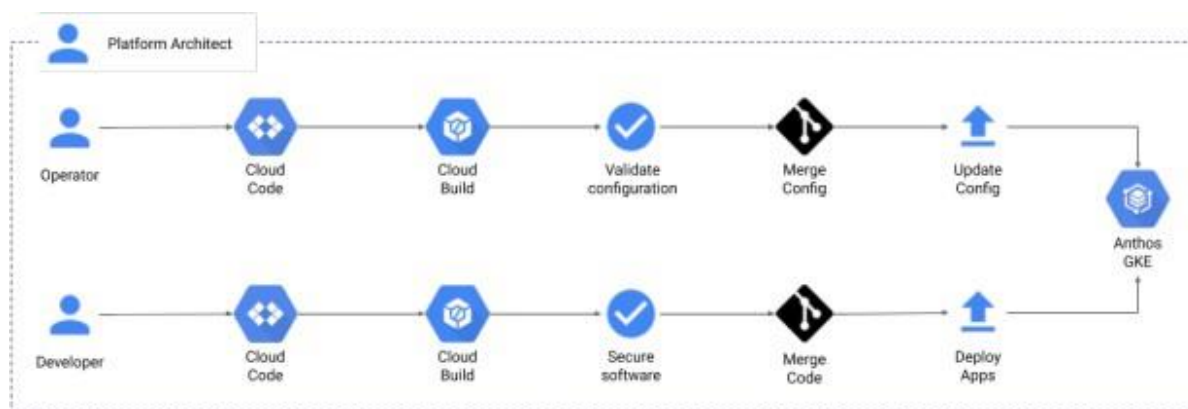 Platform Architect
Operator
Cloud
Code
Cloud
Build
Validate
configuration
Merge
Config
Update
Config
Anthos
GKE
Developer
Cloud
Code
Cloud
Build
Secure
software
Merge
Code
Deploy
Apps